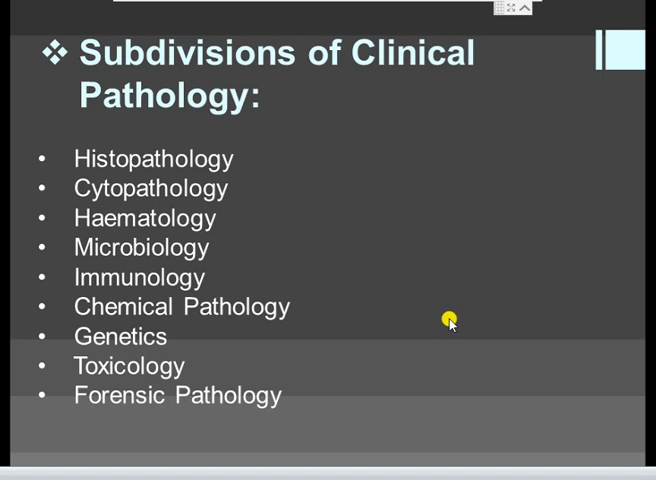 ❖ Subdivisions of Clinical
Pathology:
• Histopathology
• Cytopathology
• Haematology
• Microbiology
• Immunology
• Chemical Pathology
• Genetics
• Toxicology
• Forensic Pathology